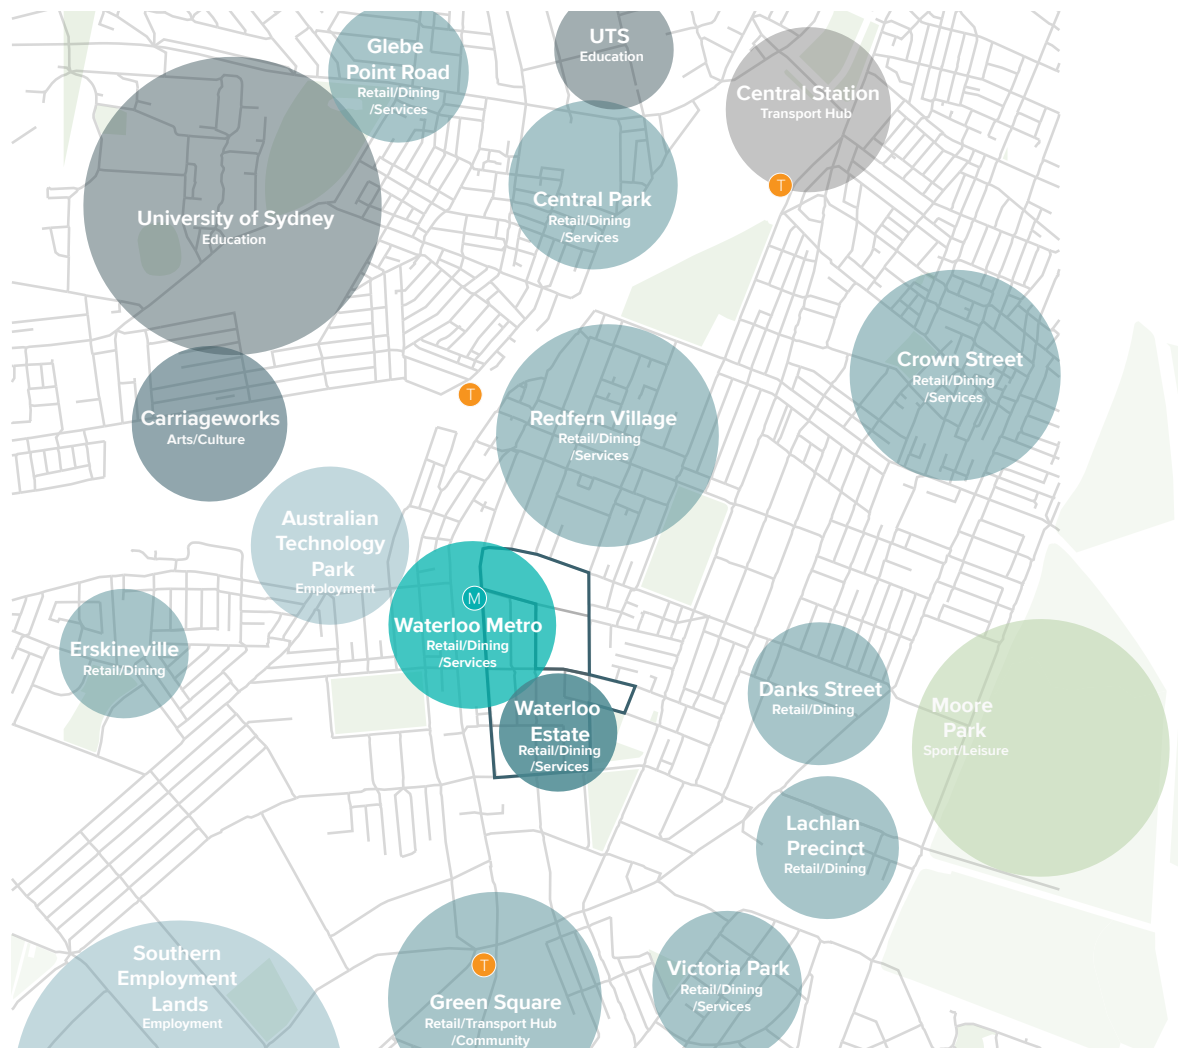 UTS
Education
Glebe
Point Road
Retail/Dining
/Services
Central Station
Transport Hub
T
Central Park
Retail/Dining
/Services
University of Sydney
Education
Crown Street
Retail/Dining
/Services
T
Redfern Village
Retail/Dining
/Services
Carriageworks
Arts/Culture
Australian
Technology
Park
Employment
M
Waterloo Metro
Retail/Dining
/Services
Erskineville
Retail/Dining
Waterloo
Estate
Retail/Dining
/Services
Danks Street
Retail/Dining
Moore
Park
Sport/Leisure
Lachlan
Precinct
Retail/Dining
Southern
Employment
Lands
Employment
T
Green Square
Retail/Transport Hub
/Community
Victoria Park
Retail/Dining
/Services